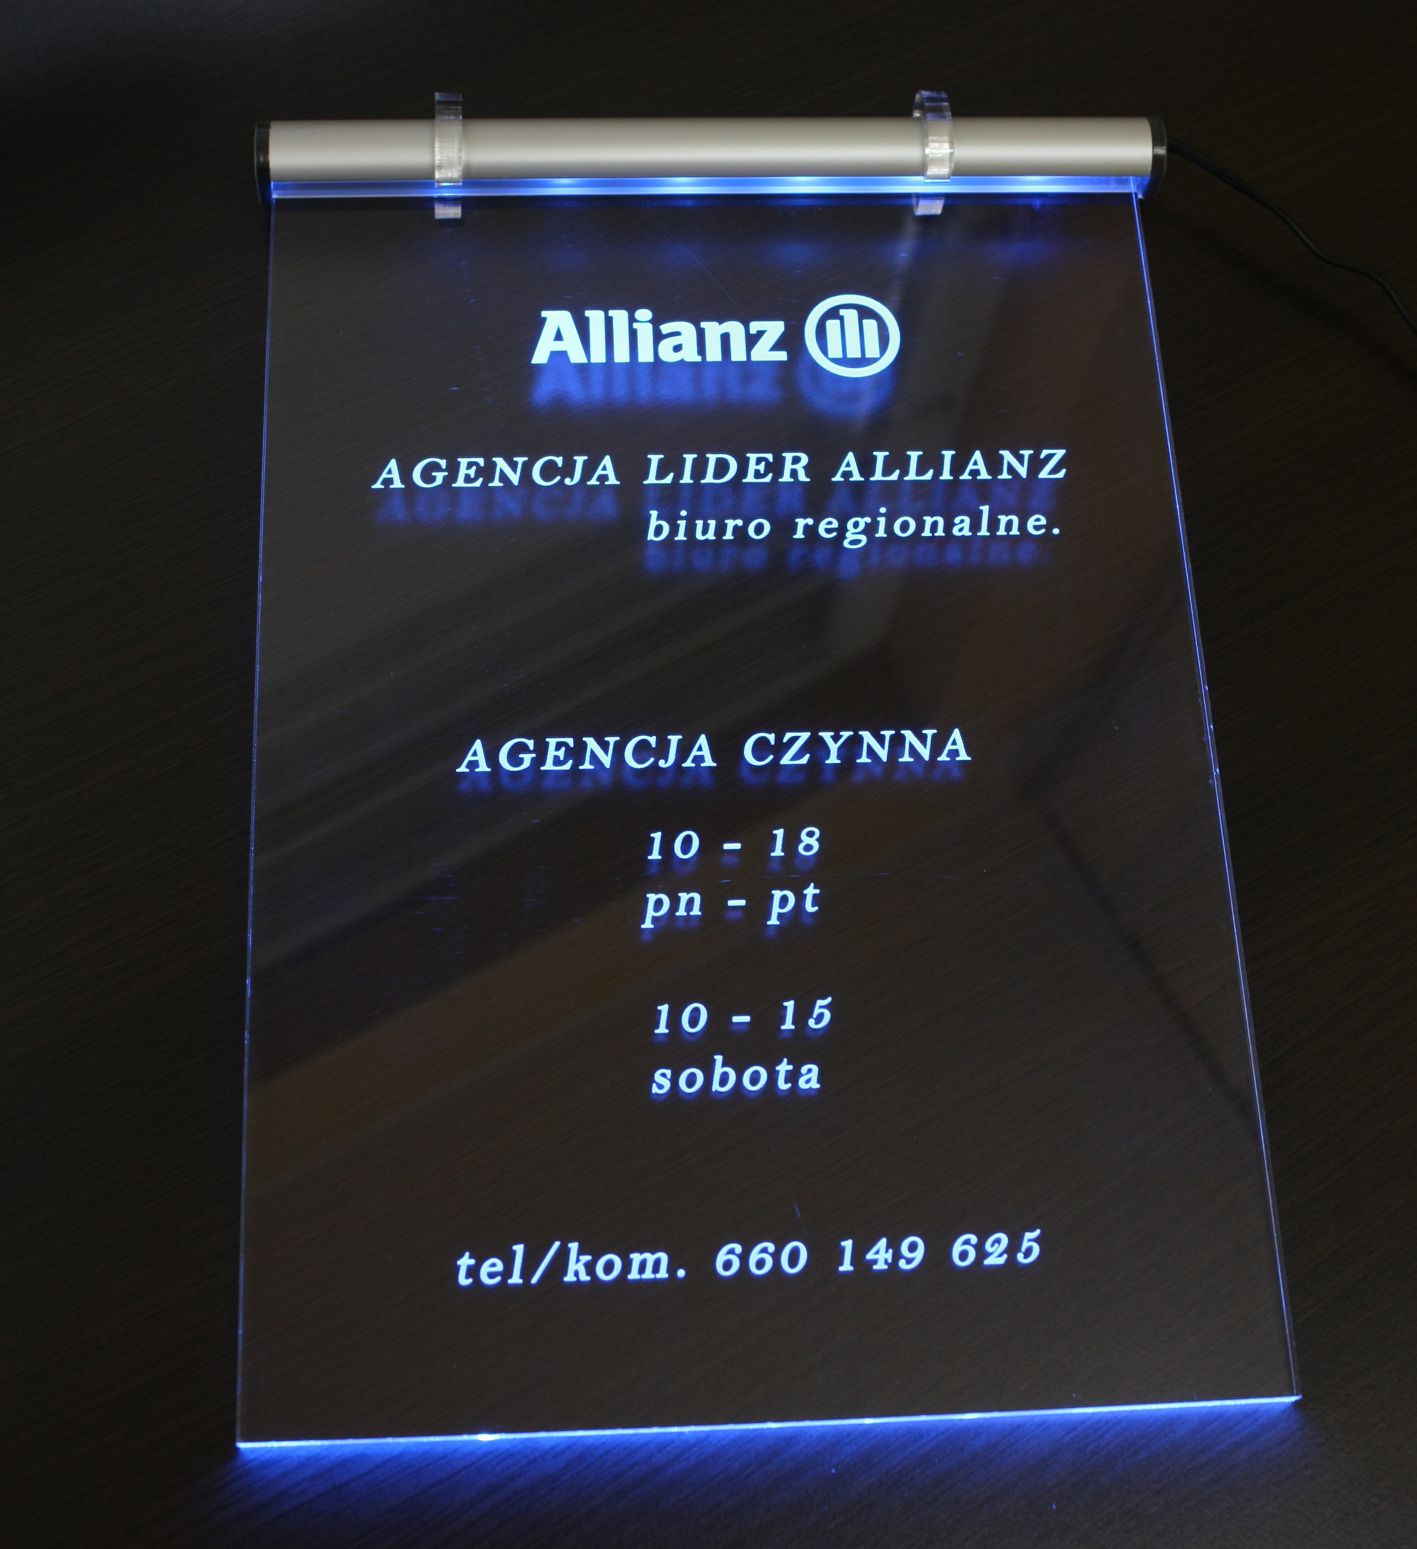 Allianz
AGENCJA LIDER ALLIANZ
biuro regionalne.
AGENCJA CZYNNA
10 - 18
pn - pt
10 - 15
sobota
tel/kom. 660 149 625